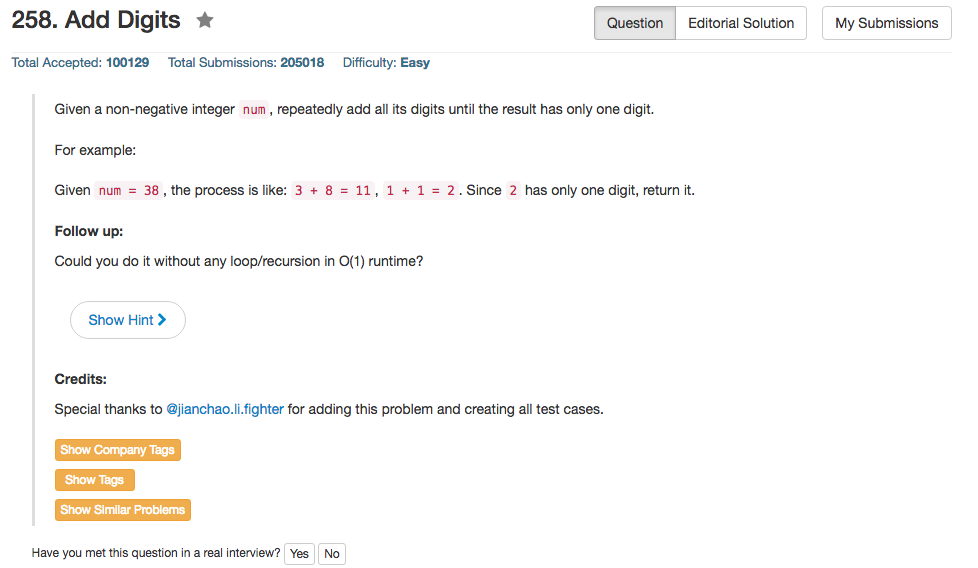 258. Add Digits
Question Editorial Solution My Submissions
Total Accepted: 100129 Total Submissions: 205018 Difficulty: Easy
Given a non-negative integer num, repeatedly add all its digits until the result has only one digit.
For example:
Given num = 38, the process is like: 3 + 8 = 11, 1 + 1 = 2. Since 2 has only one digit, return it.
Follow up:
Could you do it without any loop/recursion in O(1) runtime?
Show Hint
Credits:
Special thanks to @jianchao.li.fighter for adding this problem and creating all test cases.
Show Company Tags
Show Tags
Show Similar Problems
Have you met this question in a real interview? Yes No